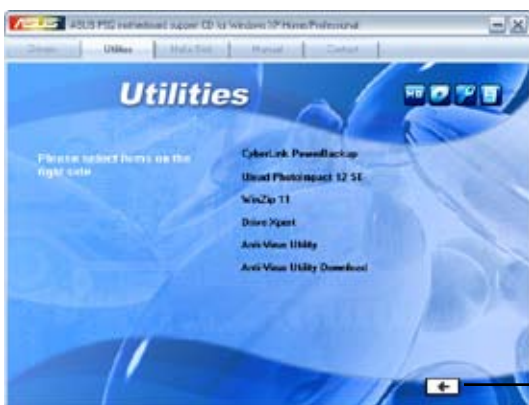 ASUS P5Q motherboard support CD for Windows XP Home/Professional
Drivers Utilities Make Disk Manual Contact
Utilities
Please select items on the
right side
CyberLink PowerBackup
Ulead PhotoImpact 12 SE
WinZip 11
Drive Xpert
Anti-Virus Utility
Anti-Virus Utility Download